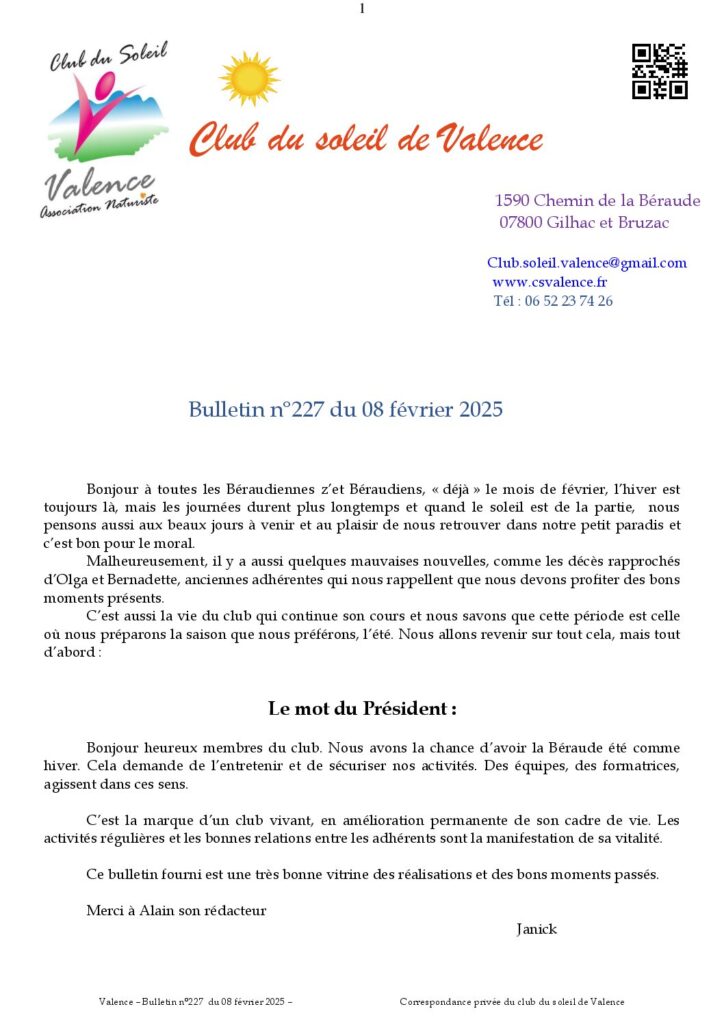 1
Club du Soleil
Valence
Association Naturiste
Club du soleil de Valence
1590 Chemin de la Béraude
07800 Gilhac et Bruzac
Club.soleil.valence@gmail.com
www.csvalence.fr
Tél : 06 52 23 74 26
Bulletin n°227 du 08 février 2025
Bonjour à toutes les Béraudiennes z’et Béraudiens, « déjà » le mois de février, l’hiver est
toujours là, mais les journées durent plus longtemps et quand le soleil est de la partie, nous
pensons aussi aux beaux jours à venir et au plaisir de nous retrouver dans notre petit paradis et
c’est bon pour le moral.
Malheureusement, il y a aussi quelques mauvaises nouvelles, comme les décès rapprochés
d’Olga et Bernadette, anciennes adhérentes qui nous rappellent que nous devons profiter des bons
moments présents.
C’est aussi la vie du club qui continue son cours et nous savons que cette période est celle
où nous préparons la saison que nous préférons, l’été. Nous allons revenir sur tout cela, mais tout
d’abord :
Le mot du Président :
Bonjour heureux membres du club. Nous avons la chance d’avoir la Béraude été comme
hiver. Cela demande de l’entretenir et de sécuriser nos activités. Des équipes, des formatrices,
agissent dans ces sens.
C’est la marque d’un club vivant, en amélioration permanente de son cadre de vie. Les
activités régulières et les bonnes relations entre les adhérents sont la manifestation de sa vitalité.
Ce bulletin fourni est une très bonne vitrine des réalisations et des bons moments passés.
Merci à Alain son rédacteur
Janick
Valence – Bulletin n°227 du 08 février 2025 – Correspondance privée du club du soleil de Valence